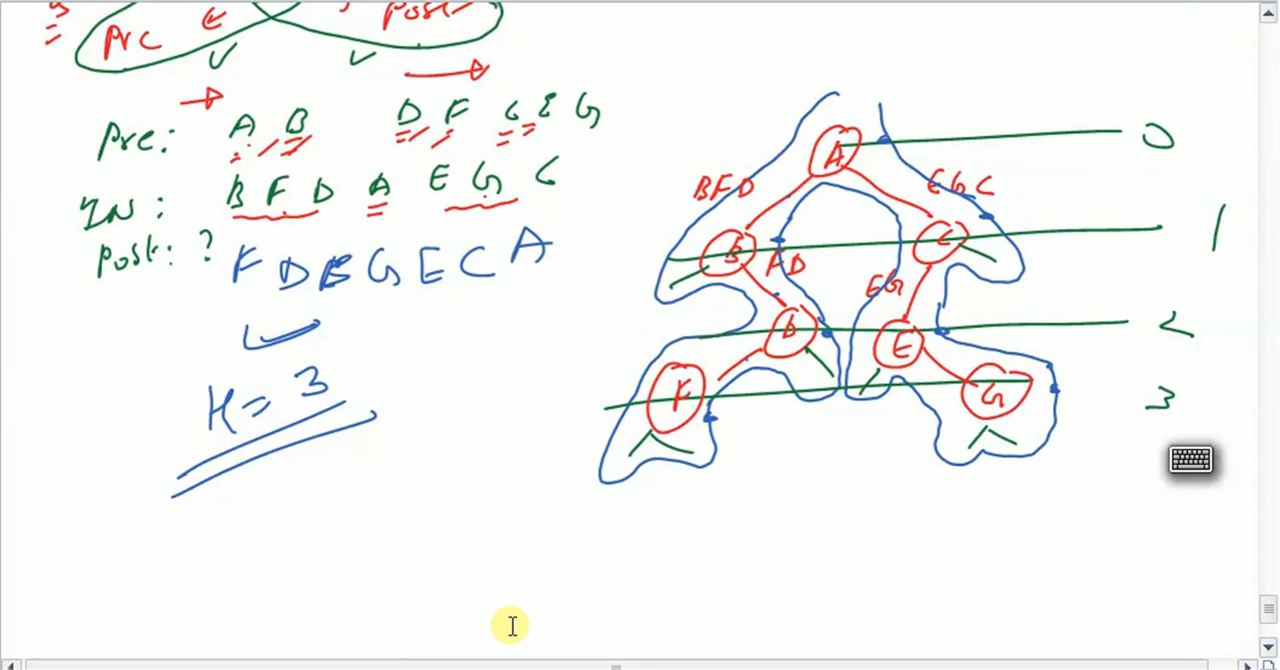 Pre Post
Pre: A B D F C E G
IN: B F D A E G C
Post: ? F D B G E C A
H = 3
A 0
BFD EGC
B C 1
FD EG
D E 2
F G 3